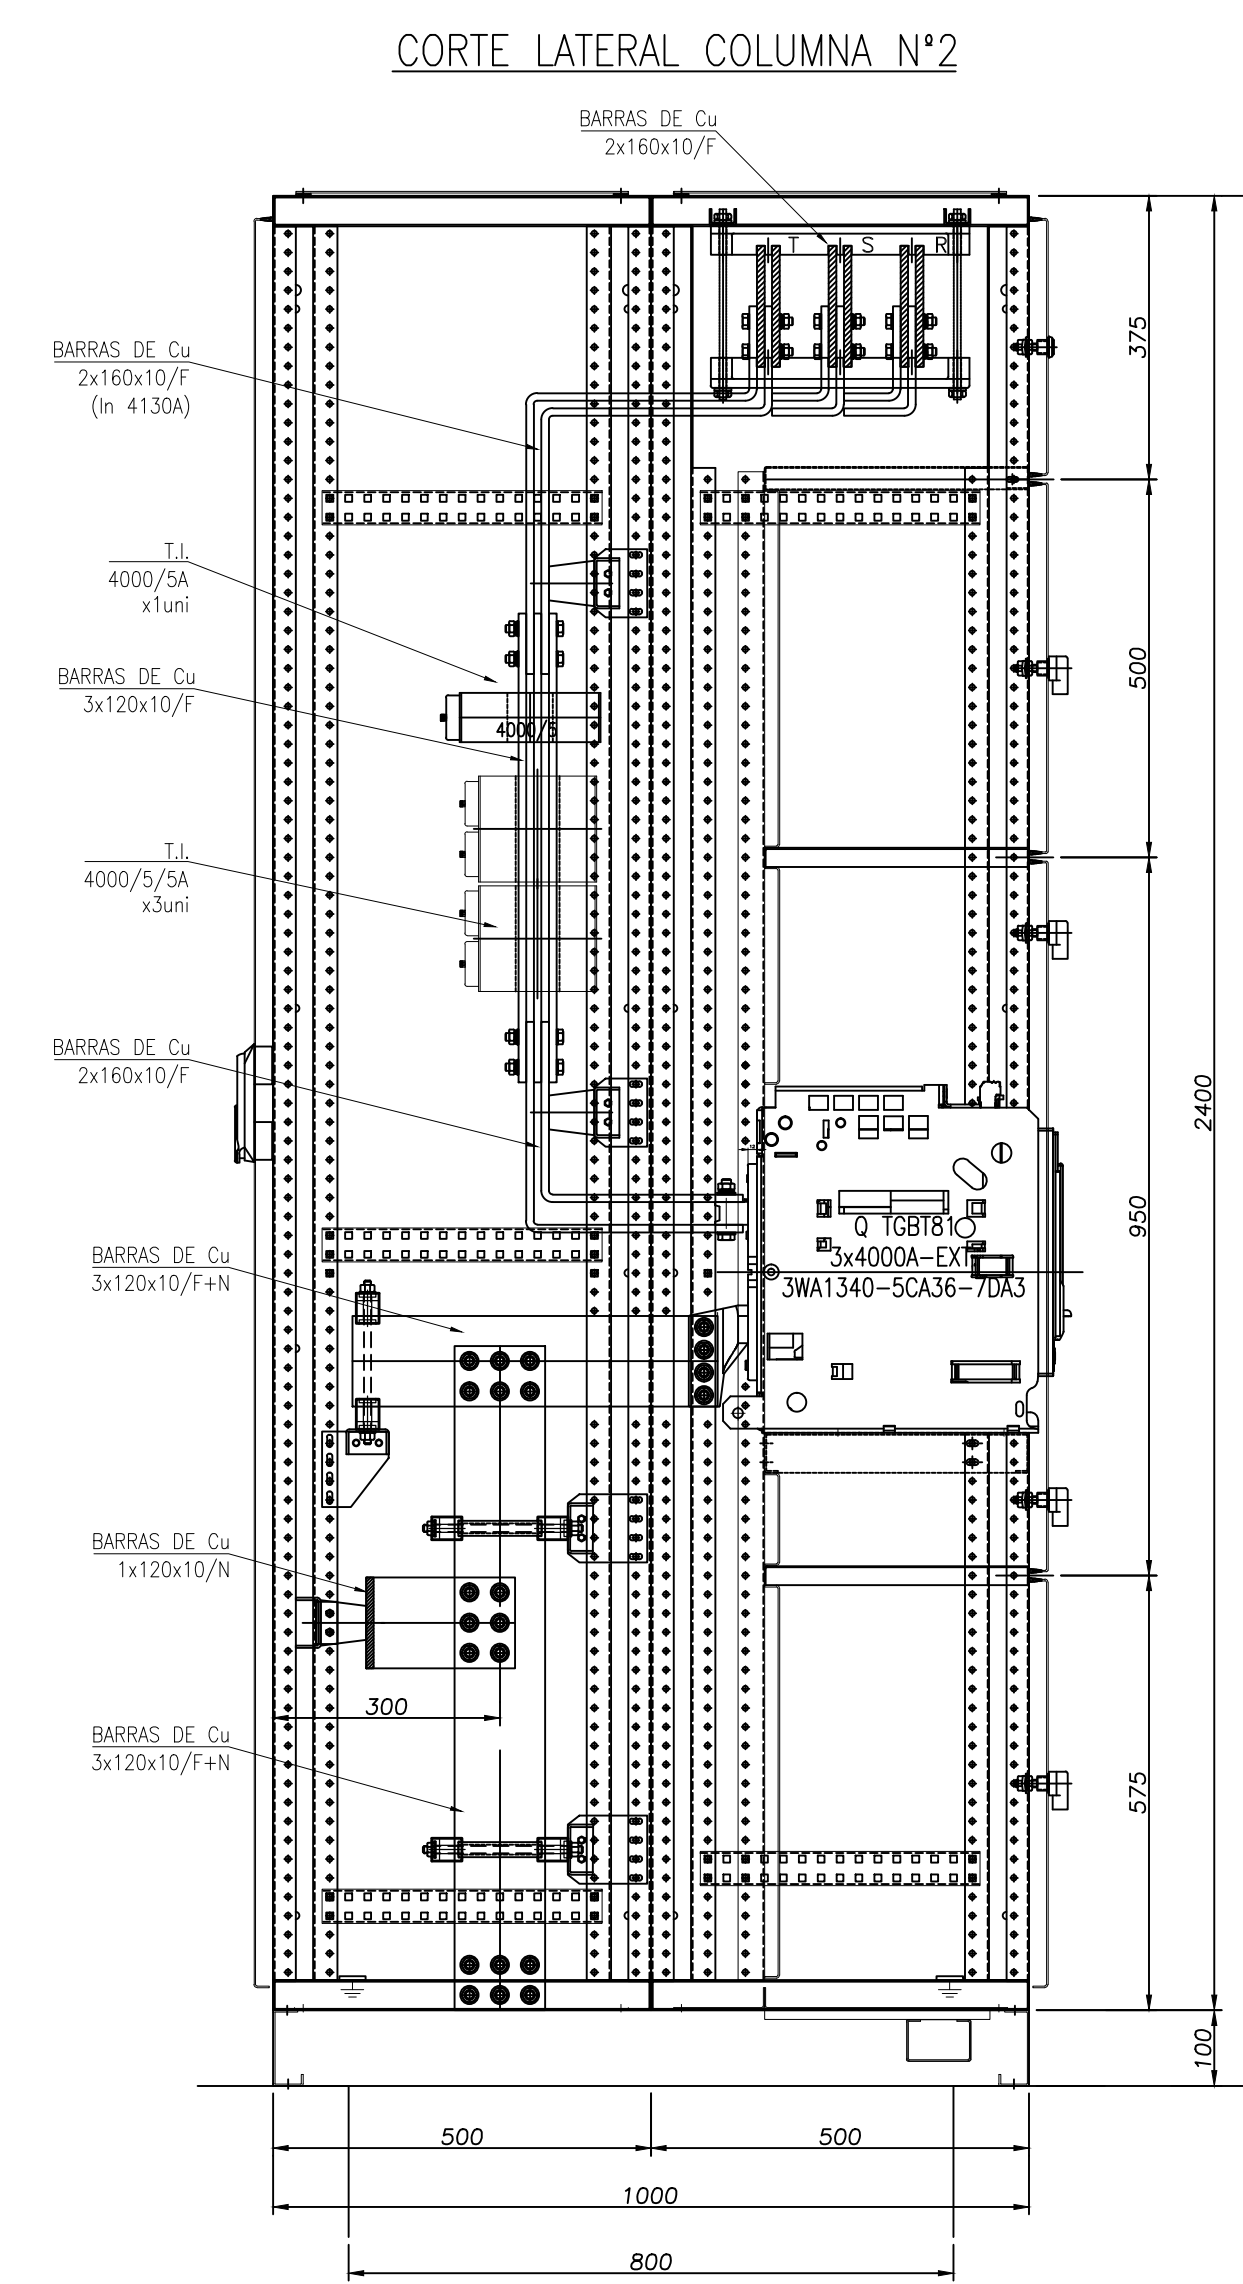 CORTE LATERAL COLUMNA N°2
BARRAS DE Cu
2x160x10/F
T S R
375
BARRAS DE Cu
2x160x10/F
(In 4130A)
T.I.
4000/5A
x1uni
500
BARRAS DE Cu
3x120x10/F
4000/5
T.I.
4000/5/5A
x3uni
BARRAS DE Cu
2x160x10/F
2400
12
950
Q TGBT81
3x4000A-EXT
3WA1340-5CA36-7DA3
BARRAS DE Cu
3x120x10/F+N
BARRAS DE Cu
1x120x10/N
300
BARRAS DE Cu
3x120x10/F+N
575
100
500
500
1000
800